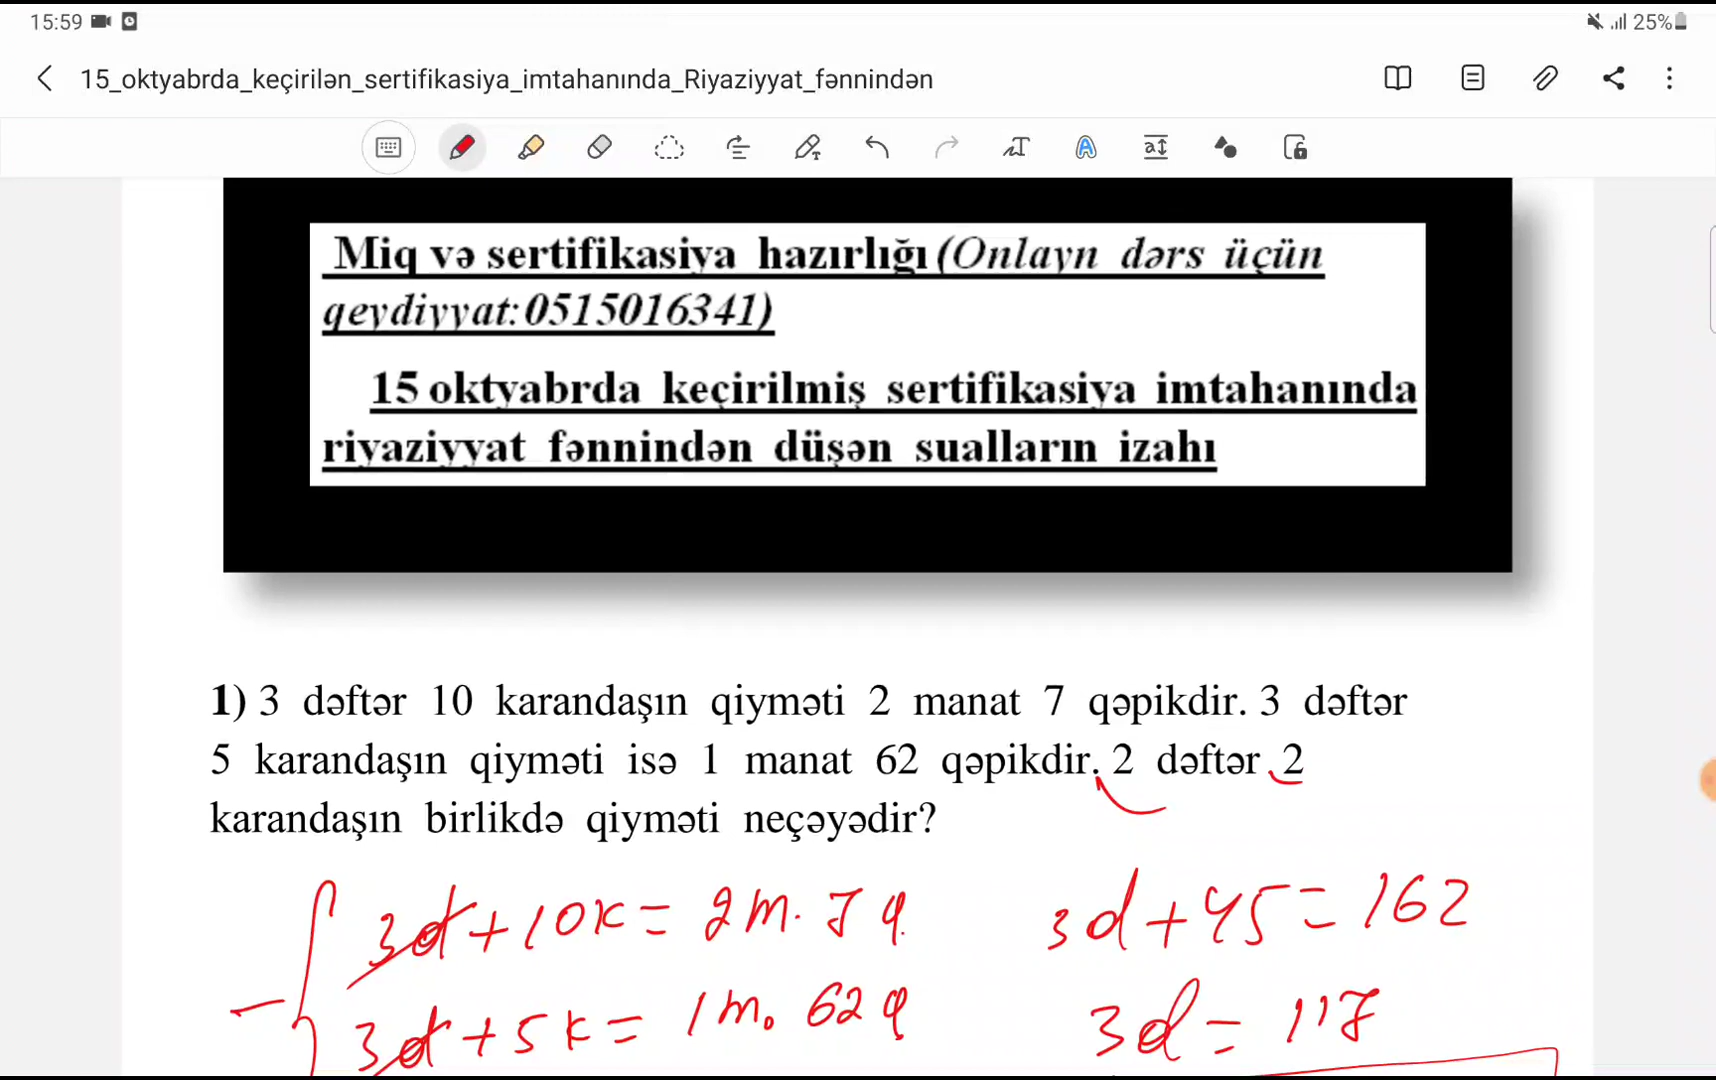 15:59
25%
15_oktyabrda_keçirilən_sertifikasiya_imtahanında_Riyaziyyat_fənnindən
Miq və sertifikasiya hazırlığı (Onlayn dərs üçün
qeydiyyat:0515016341)
15 oktyabrda keçirilmiş sertifikasiya imtahanında
riyaziyyat fənnindən düşən sualların izahı
1) 3 dəftər 10 karandaşın qiyməti 2 manat 7 qəpikdir. 3 dəftər
5 karandaşın qiyməti isə 1 manat 62 qəpikdir. 2 dəftər 2
karandaşın birlikdə qiyməti neçəyədir?
3d+10k= 2m. 7 q.
3d+5k= 1m. 62 q
3d+45=162
3d= 117